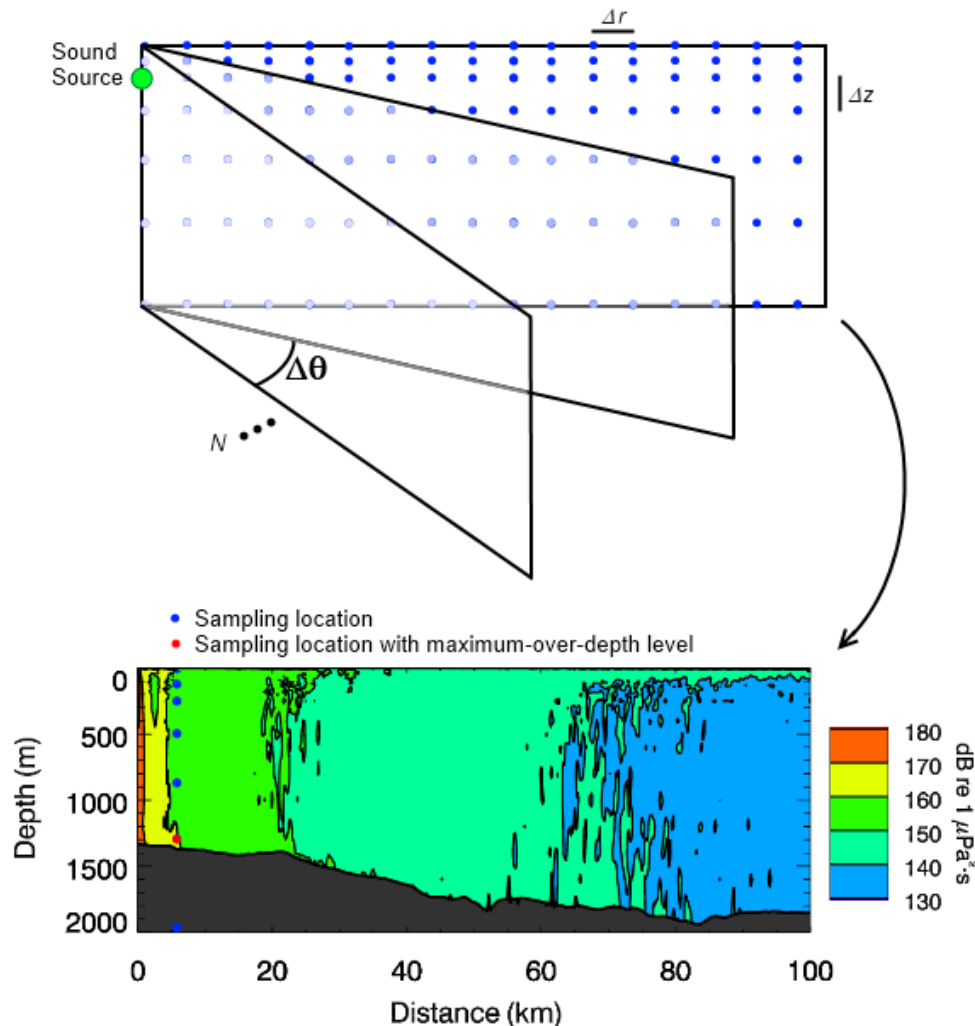 Δr
Sound
Source
Δz
Δθ
N
Sampling location
Sampling location with maximum-over-depth level
0
500
1000
1500
2000
Depth (m)
0 20 40 60 80 100
Distance (km)
180
170
160
150
140
130
dB re 1 μPa²·s